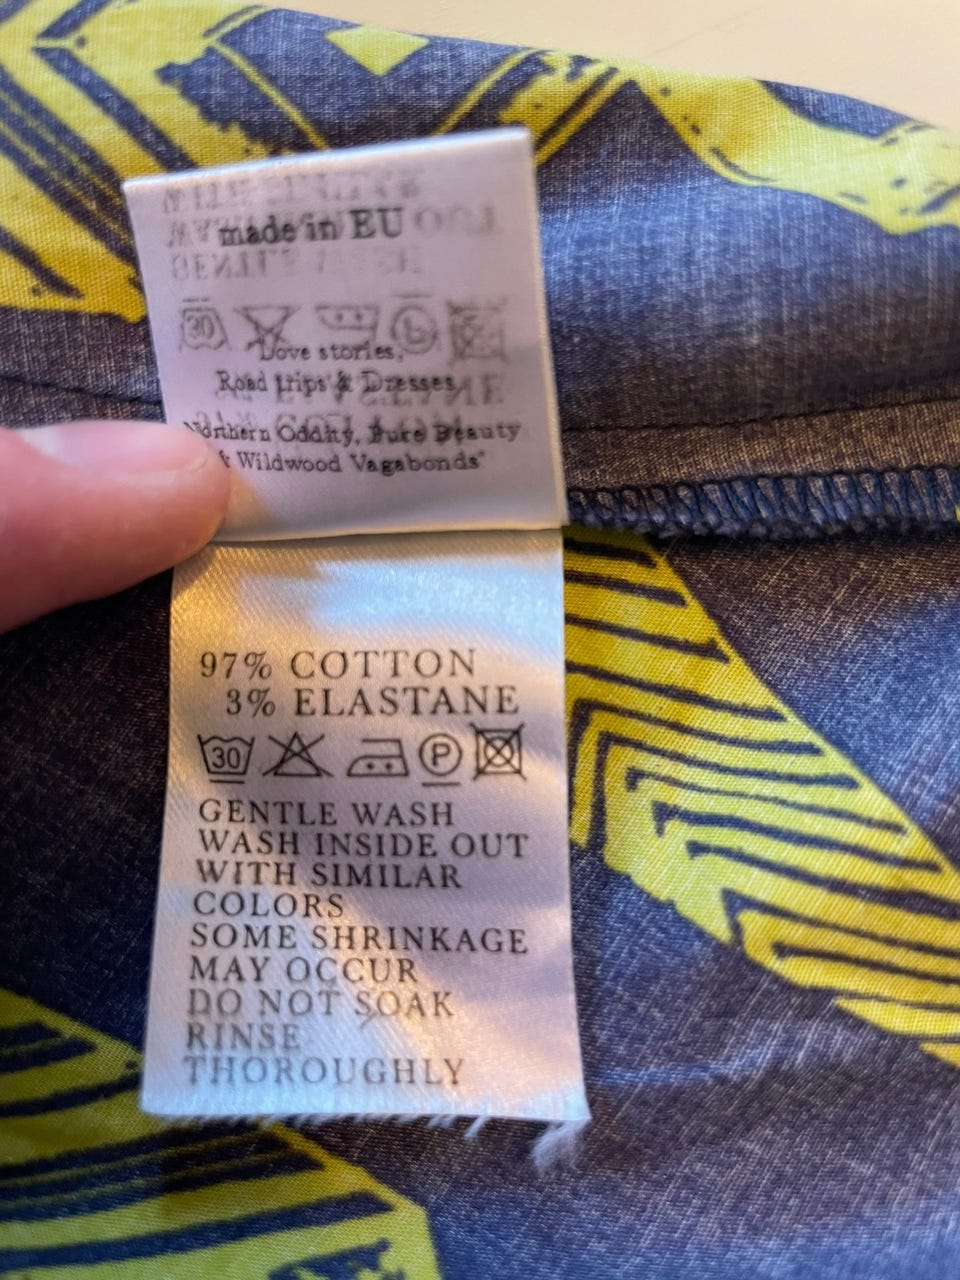 made in EU
Love stories,
Road trips & Dresses
Northern Oddity, Pure Beauty
& Wildwood Vagabonds"
97% COTTON
3% ELASTANE
30 P
GENTLE WASH
WASH INSIDE OUT
WITH SIMILAR
COLORS
SOME SHRINKAGE
MAY OCCUR
DO NOT SOAK
RINSE
THOROUGHLY